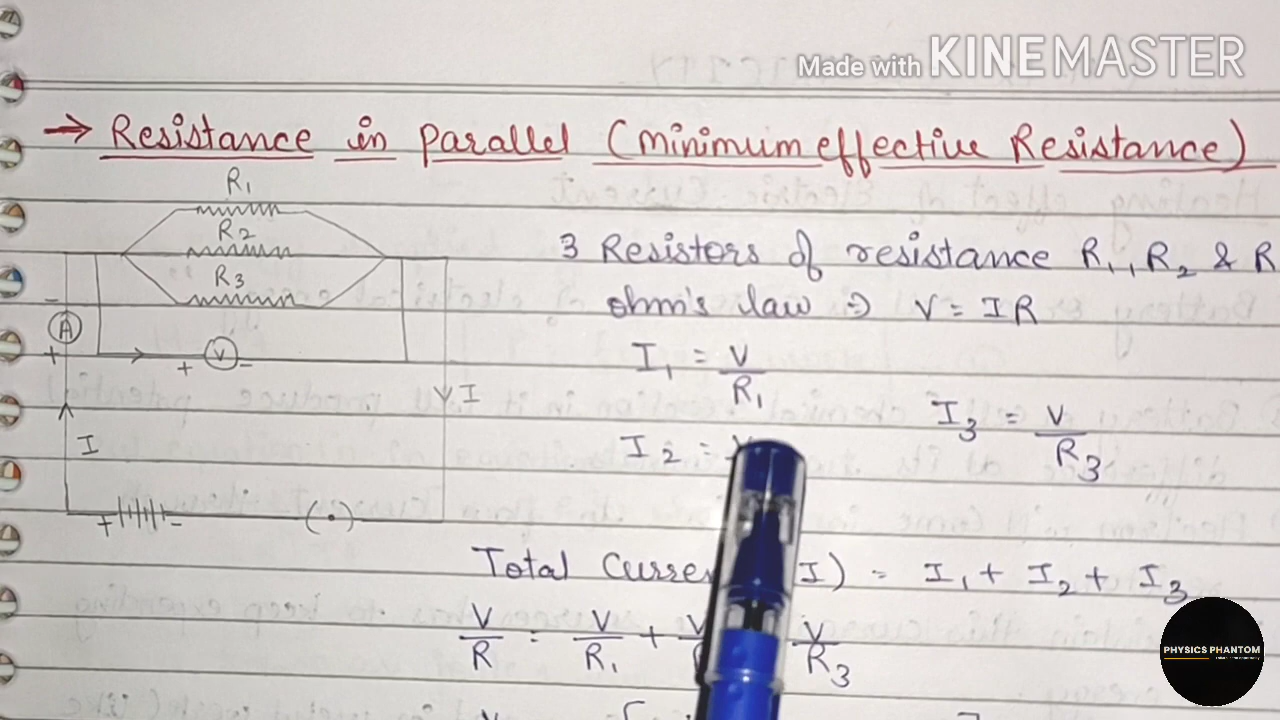 Made with KINEMASTER
→ Resistance in parallel (minimum effective Resistance)
R₁
R₂
R₃
A
- 
+
+ V -
I
I
+ -
(•)
3 Resistors of resistance R₁, R₂ & R
ohm's law ⇒ V = IR
I₁ = V/R₁
I₂ =
I₃ = V/R₃
Total (I) = I₁ + I₂ + I₃
V/R = V/R₁ + V/R₃
PHYSICS PHANTOM